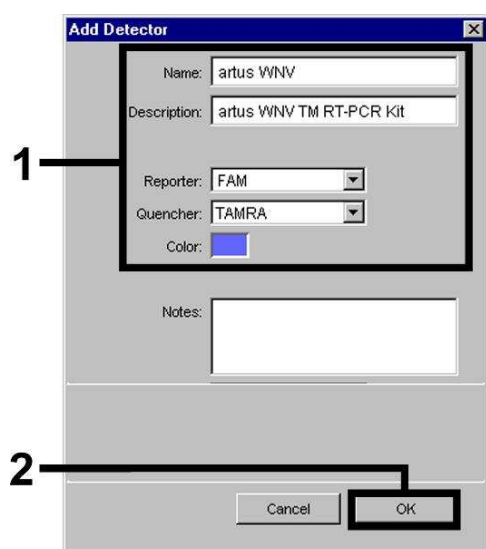 Add Detector
Name: artus WNV
Description: artus WNV TM RT-PCR Kit
1
Reporter: FAM
Quencher: TAMRA
Color:
Notes:
2
Cancel OK